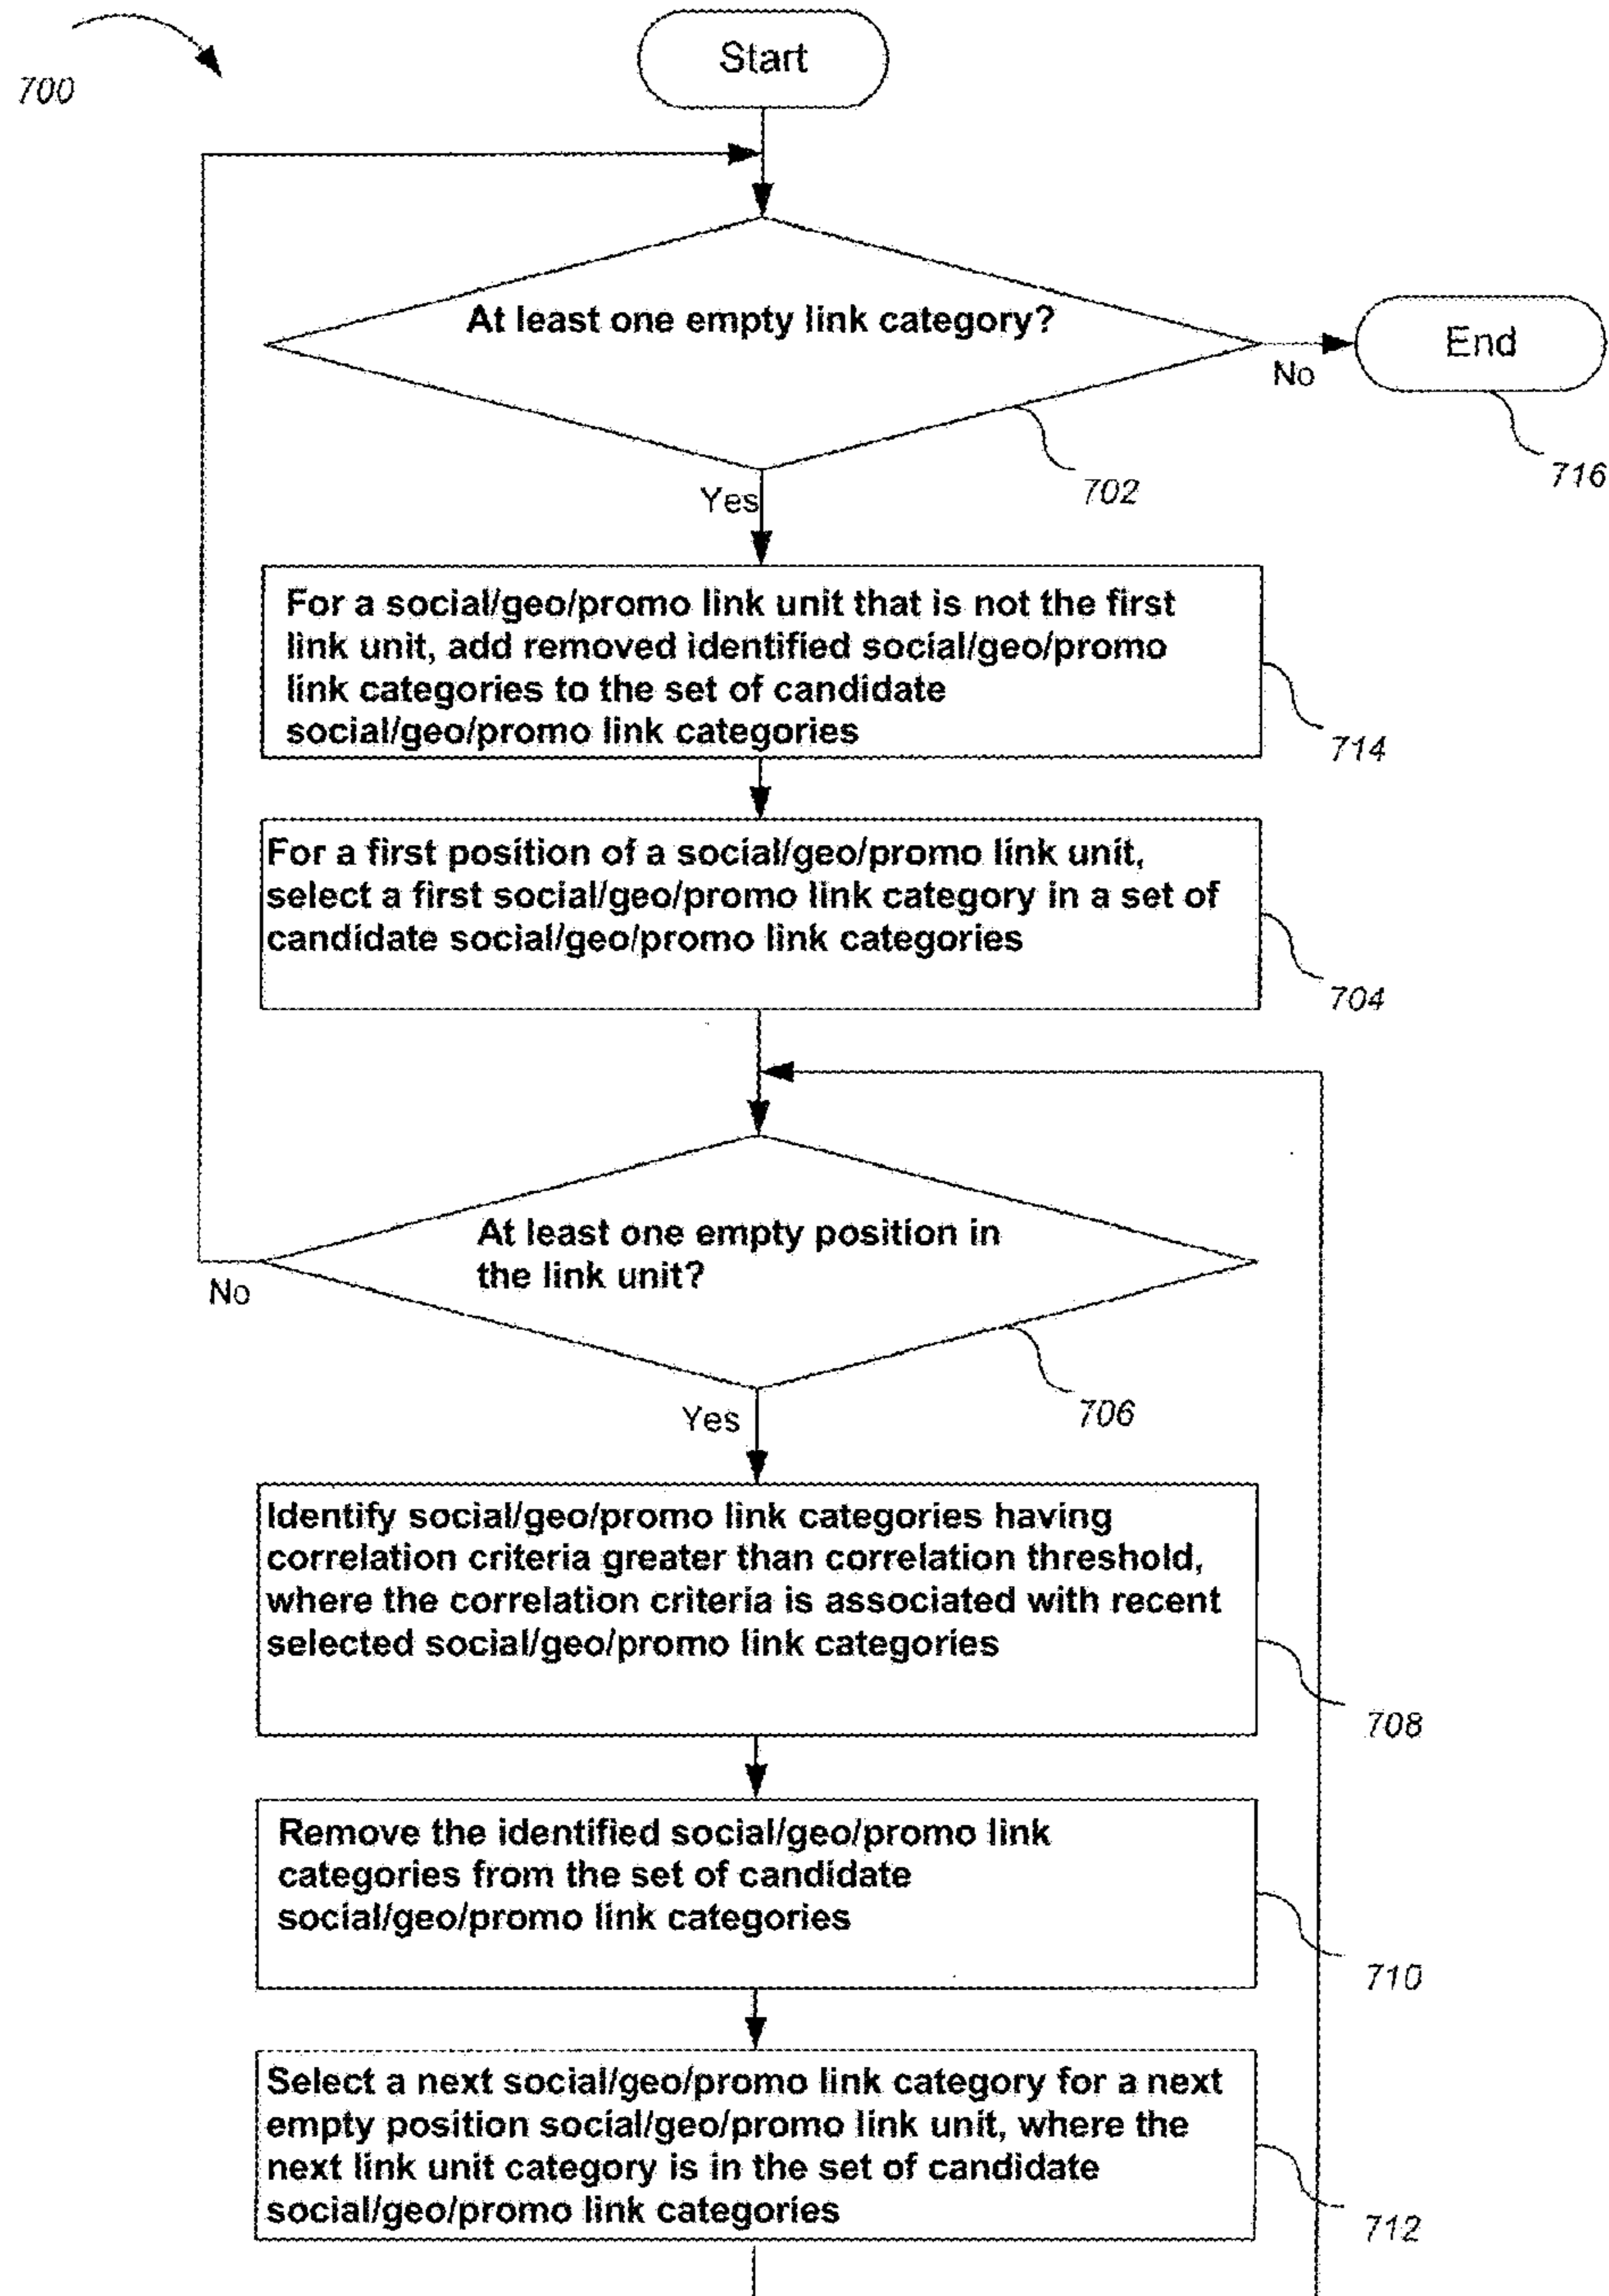 700
Start
At least one empty link category?
No
End
716
702
Yes
For a social/geo/promo link unit that is not the first
link unit, add removed identified social/geo/promo
link categories to the set of candidate
social/geo/promo link categories
714
For a first position of a social/geo/promo link unit,
select a first social/geo/promo link category in a set of
candidate social/geo/promo link categories
704
At least one empty position in
the link unit?
No
706
Yes
Identify social/geo/promo link categories having
correlation criteria greater than correlation threshold,
where the correlation criteria is associated with recent
selected social/geo/promo link categories
708
Remove the identified social/geo/promo link
categories from the set of candidate
social/geo/promo link categories
710
Select a next social/geo/promo link category for a next
empty position social/geo/promo link unit, where the
next link unit category is in the set of candidate
social/geo/promo link categories
712